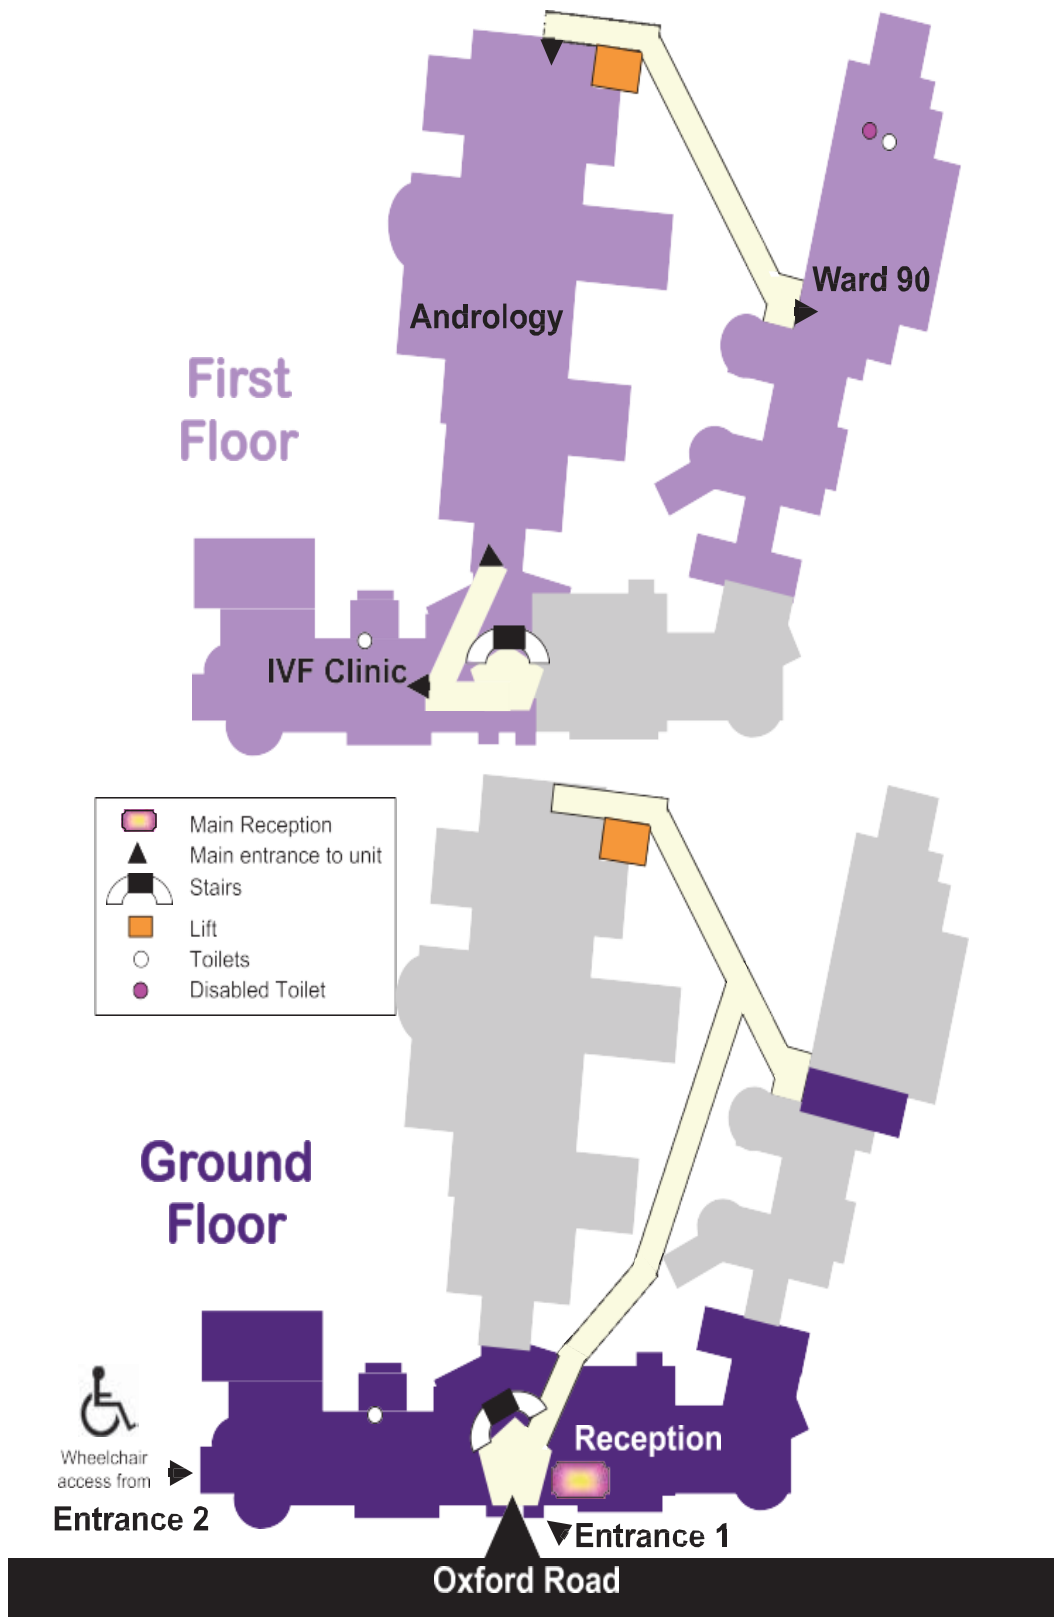 Ward 90
Andrology
First
Floor
IVF Clinic
Main Reception
Main entrance to unit
Stairs
Lift
Toilets
Disabled Toilet
Ground
Floor
Reception
Wheelchair
access from
Entrance 2
Entrance 1
Oxford Road